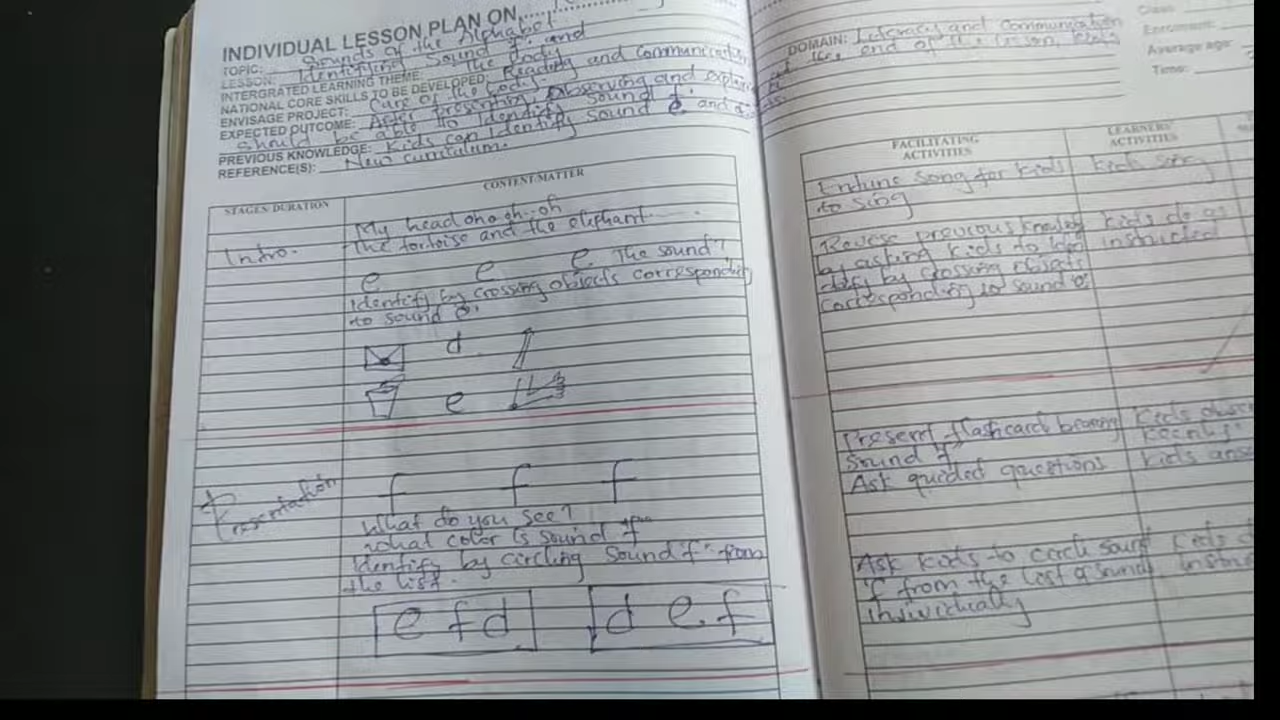 INDIVIDUAL LESSON PLAN ON
TOPIC: Sounds of the Alphabet
LESSON: Identifying Sound 'f' and
INTERGRATED LEARNING THEME: The body
NATIONAL CORE SKILLS TO BE DEVELOPED: Reading and communication
ENVISAGE PROJECT: Care of the body
EXPECTED OUTCOME: After presenting, observing and
should be able to identify sound 'f'
PREVIOUS KNOWLEDGE: Kids can identify sound e and
REFERENCE(S): New curriculum.
STAGES/DURATION
CONTENT/MATTER
Intro.
My head oh oh..oh
The tortoise and the elephant
e e e The sound?
Identify by crossing objects corresponding
to sound e'
d
e
Presentation
f f f
What do you see?
What color is sound f
Identify by circling sound "f" from
the list.
e f d d e f
DOMAIN: Literacy and Communication
at the end of the lesson, kids
Class
Enrolment:
Average age:
Time:
FACILITATING ACTIVITIES
LEARNERS' ACTIVITIES
song for kids
to sing
kids song
previous
by asking kids to
by crossing objects
corresponding to sound e'
kids do as
instructed
Present flashcard bearing
sound f
Ask guided questions
kids
kids
Ask kids to circle sound
f from the list of sounds
individually
kids